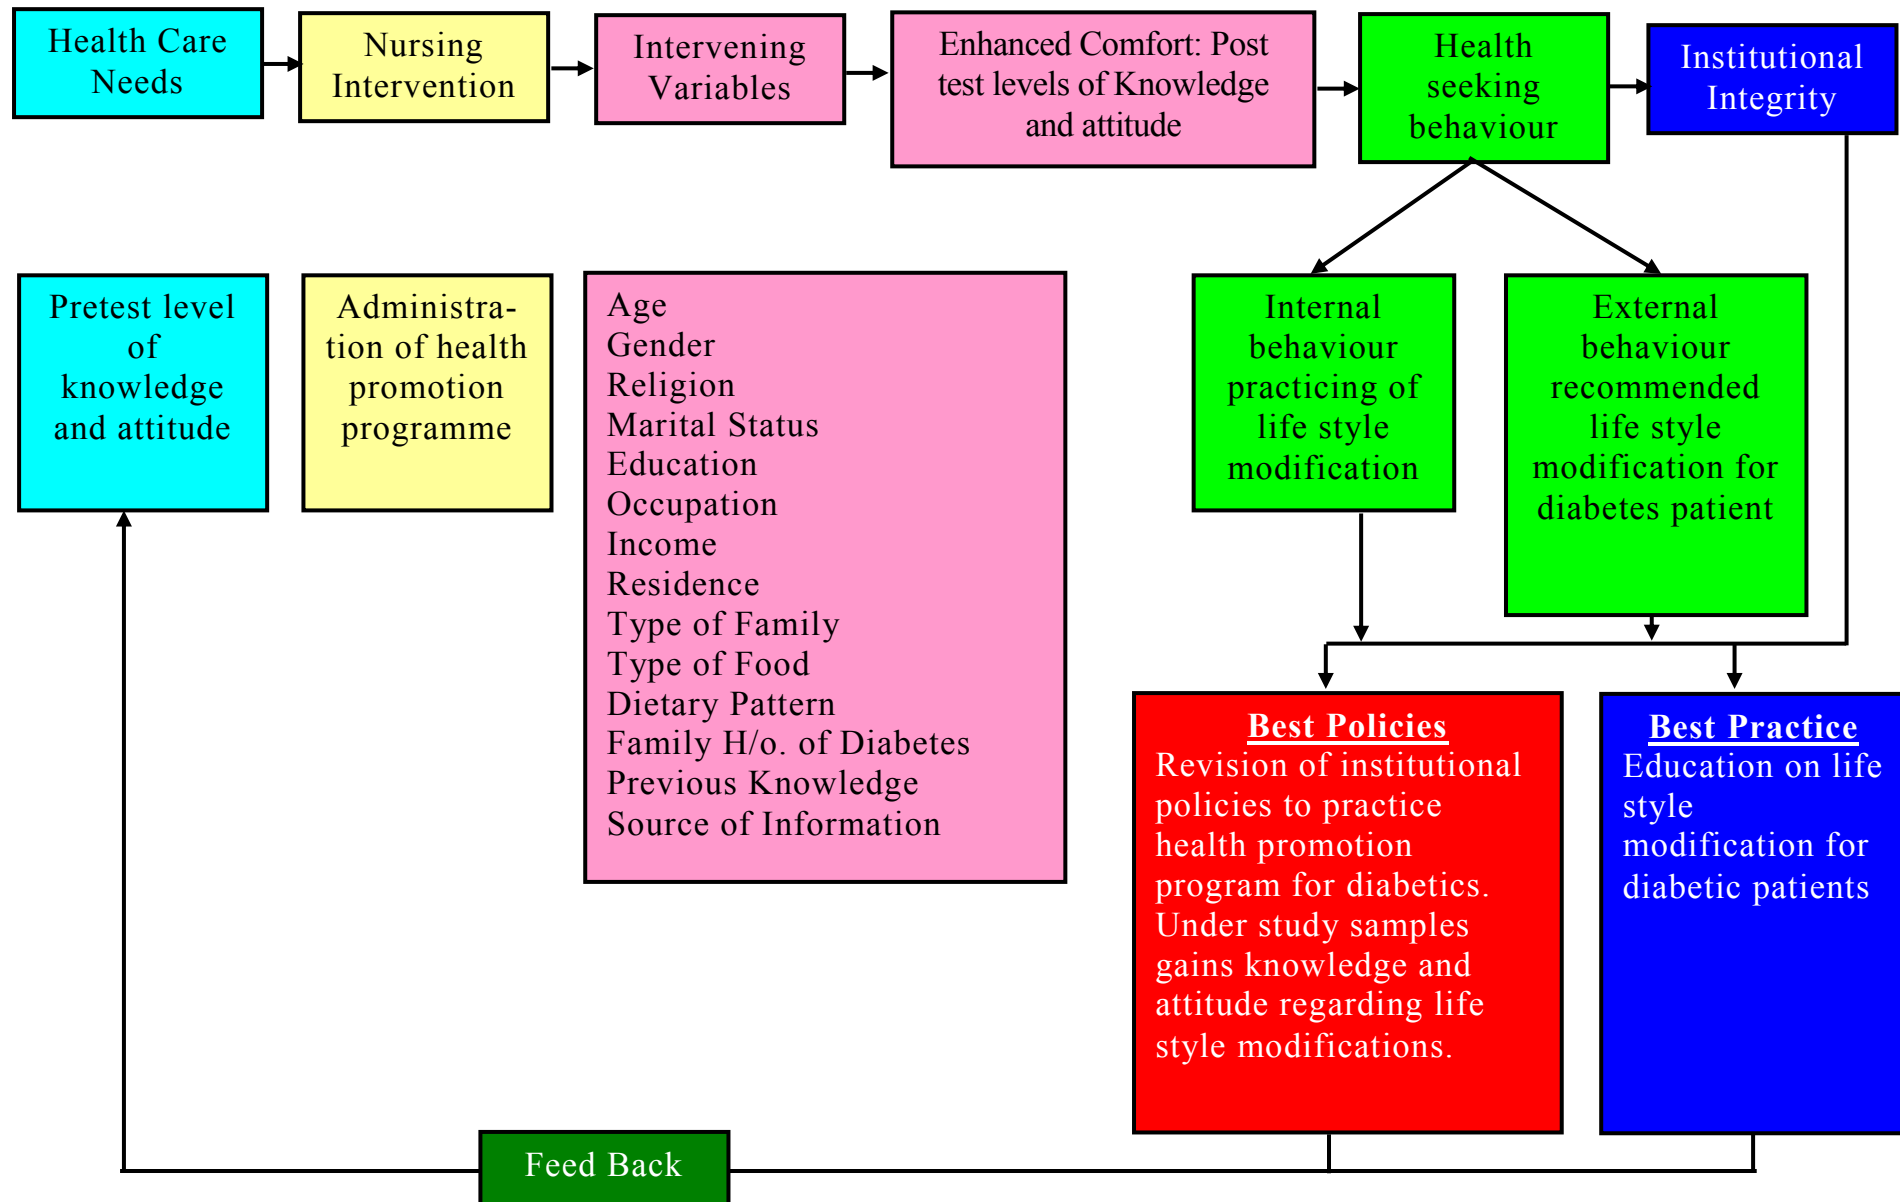 Health Care
Needs
Nursing
Intervention
Intervening
Variables
Enhanced Comfort: Post
test levels of Knowledge
and attitude
Health
seeking
behaviour
Institutional
Integrity
Pretest level
of
knowledge
and attitude
Administra-
tion of health
promotion
programme
Age
Gender
Religion
Marital Status
Education
Occupation
Income
Residence
Type of Family
Type of Food
Dietary Pattern
Family H/o. of Diabetes
Previous Knowledge
Source of Information
Internal
behaviour
practicing of
life style
modification
External
behaviour
recommended
life style
modification for
diabetes patient
Best Policies
Revision of institutional
policies to practice
health promotion
program for diabetics.
Under study samples
gains knowledge and
attitude regarding life
style modifications.
Best Practice
Education on life
style
modification for
diabetic patients
Feed Back